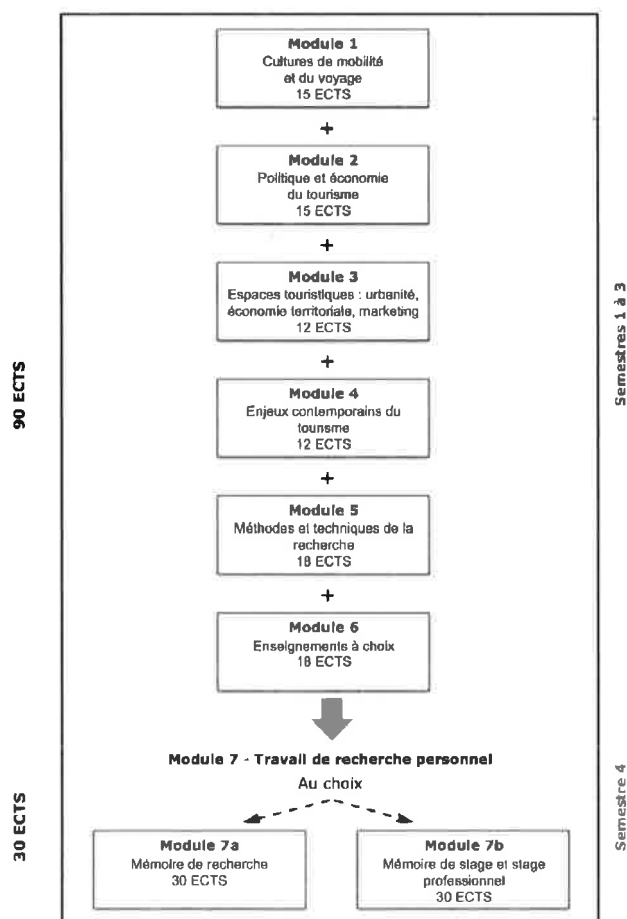 Module 1
Cultures de mobilité
et du voyage
15 ECTS
+
Module 2
Politique et économie
du tourisme
15 ECTS
+
Module 3
Espaces touristiques : urbanité,
économie territoriale, marketing
12 ECTS
+
Module 4
Enjeux contemporains du
tourisme
12 ECTS
+
Module 5
Méthodes et techniques de la
recherche
18 ECTS
+
Module 6
Enseignements à choix
18 ECTS
90 ECTS
Semestres 1 à 3
Module 7 - Travail de recherche personnel
Au choix
Module 7a
Mémoire de recherche
30 ECTS
Module 7b
Mémoire de stage et stage
professionnel
30 ECTS
30 ECTS
Semestre 4